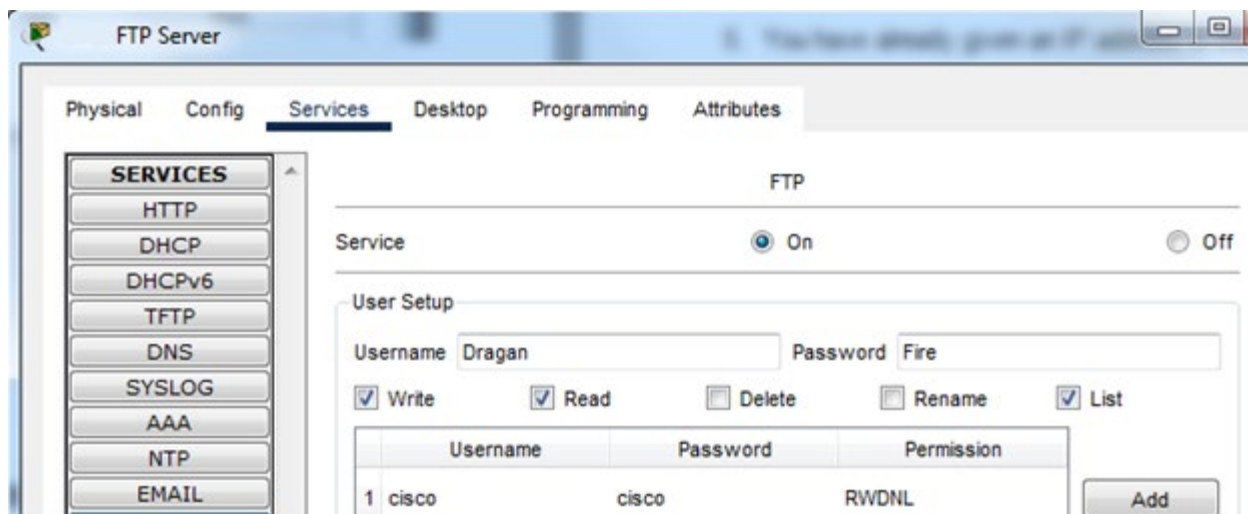 FTP Server
Physical Config Services Desktop Programming Attributes
SERVICES
HTTP
DHCP
DHCPv6
TFTP
DNS
SYSLOG
AAA
NTP
EMAIL
FTP
Service On Off
User Setup
Username Dragan Password Fire
Write Read Delete Rename List
Username Password Permission
1 cisco cisco RWDNL
Add